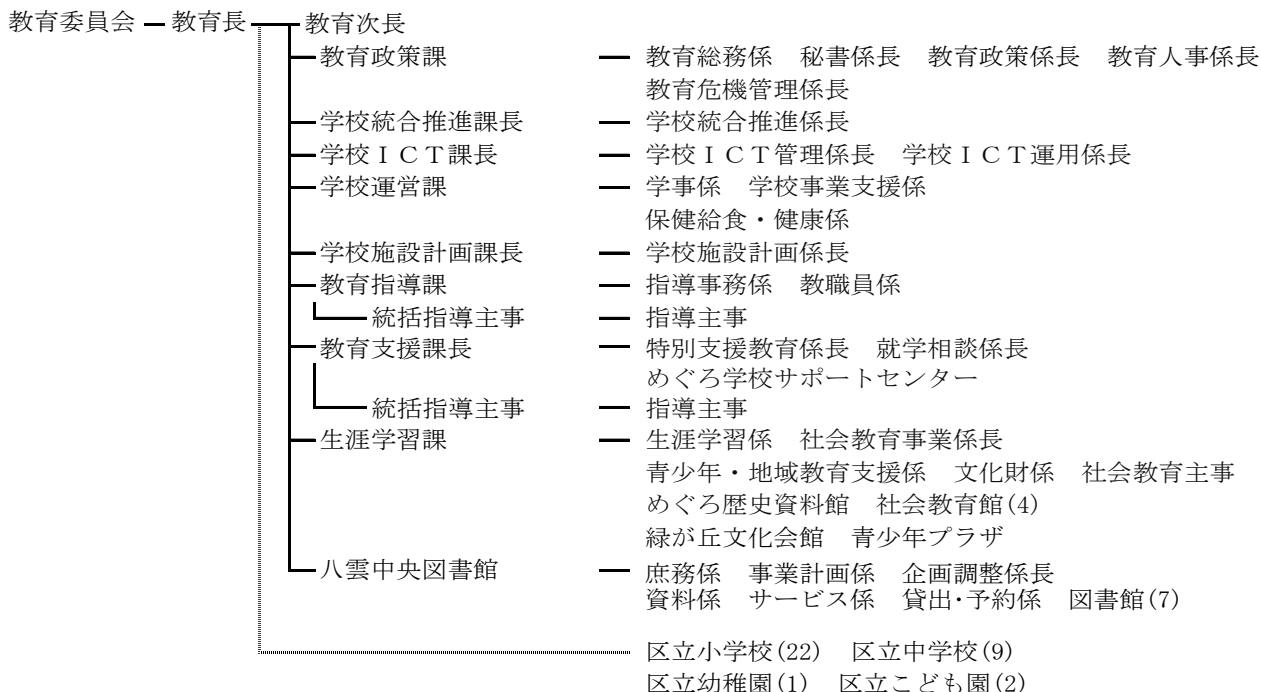 教育委員会 教育長 教育次長
教育政策課 教育総務係 秘書係長 教育政策係長 教育人事係長
教育危機管理係長
学校統合推進課長 学校統合推進係長
学校ＩＣＴ課長 学校ＩＣＴ管理係長 学校ＩＣＴ運用係長
学校運営課 学事係 学校事業支援係
保健給食・健康係
学校施設計画課長 学校施設計画係長
教育指導課 指導事務係 教職員係
統括指導主事 指導主事
教育支援課長 特別支援教育係長 就学相談係長
めぐろ学校サポートセンター
統括指導主事 指導主事
生涯学習課 生涯学習係 社会教育事業係長
青少年・地域教育支援係 文化財係 社会教育主事
めぐろ歴史資料館 社会教育館(4)
緑が丘文化会館 青少年プラザ
八雲中央図書館 庶務係 事業計画係 企画調整係長
資料係 サービス係 貸出･予約係 図書館(7)
区立小学校(22) 区立中学校(9)
区立幼稚園(1) 区立こども園(2)